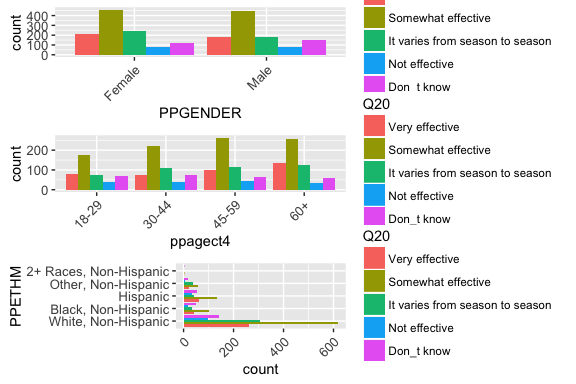 count
400
300
200
100
0
Female
Male
PPGENDER
Somewhat effective
It varies from season to season
Not effective
Don t know
Q20
Very effective
Somewhat effective
It varies from season to season
Not effective
Don_t know
count
200
100
0
18-29
30-44
45-59
60+
ppagect4
Q20
Very effective
Somewhat effective
It varies from season to season
Not effective
Don_t know
PPETHM
2+ Races, Non-Hispanic
Other, Non-Hispanic
Hispanic
Black, Non-Hispanic
White, Non-Hispanic
0
200
400
600
count